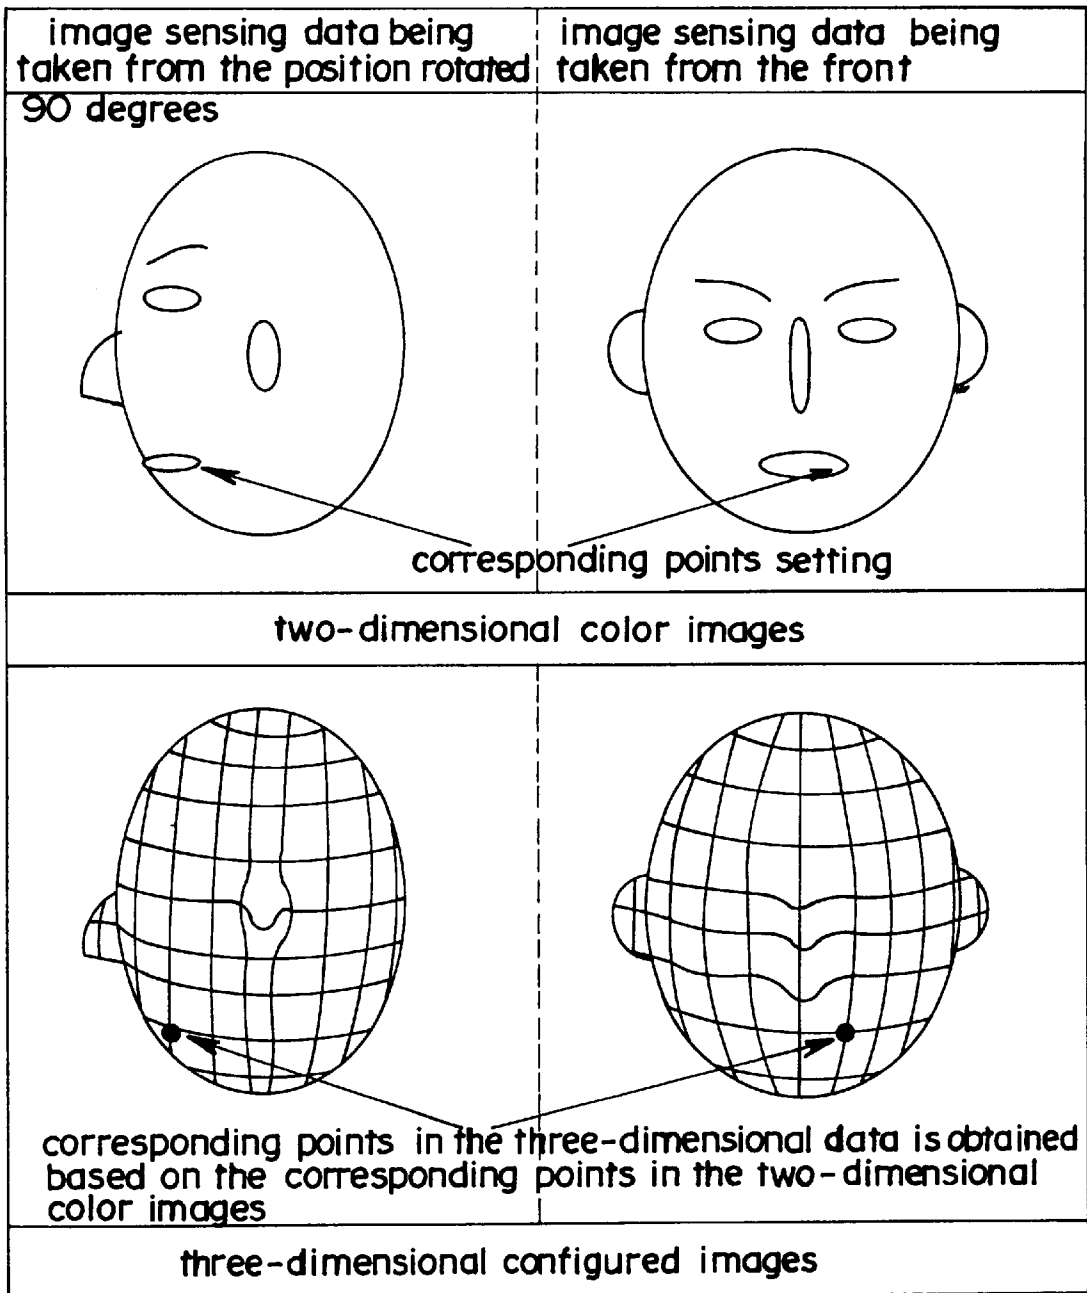 image sensing data being
taken from the position rotated
90 degrees
image sensing data being
taken from the front
corresponding points setting
two-dimensional color images
corresponding points in the three-dimensional data is obtained
based on the corresponding points in the two-dimensional
color images
three-dimensional configured images